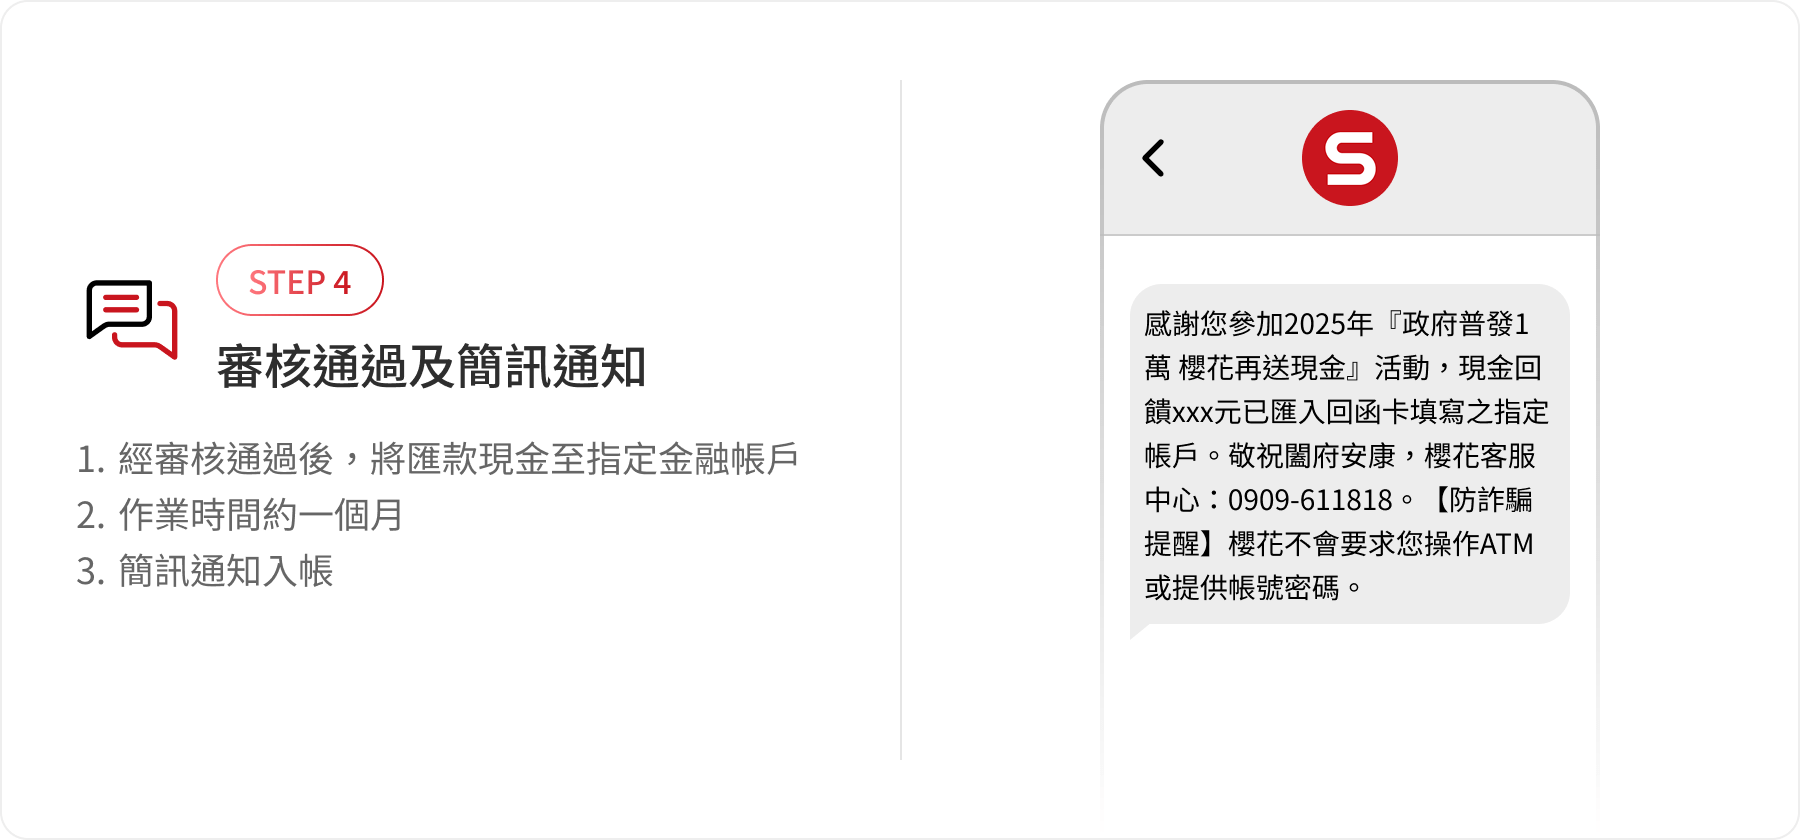 STEP 4
審核通過及簡訊通知
1. 經審核通過後，將匯款現金至指定金融帳戶
2. 作業時間約一個月
3. 簡訊通知入帳
S
感謝您參加2025年『政府普發1
萬 櫻花再送現金』活動，現金回
饋xxx元已匯入回函卡填寫之指定
帳戶。敬祝闔府安康，櫻花客服
中心：0909-611818。【防詐騙
提醒】櫻花不會要求您操作ATM
或提供帳號密碼。